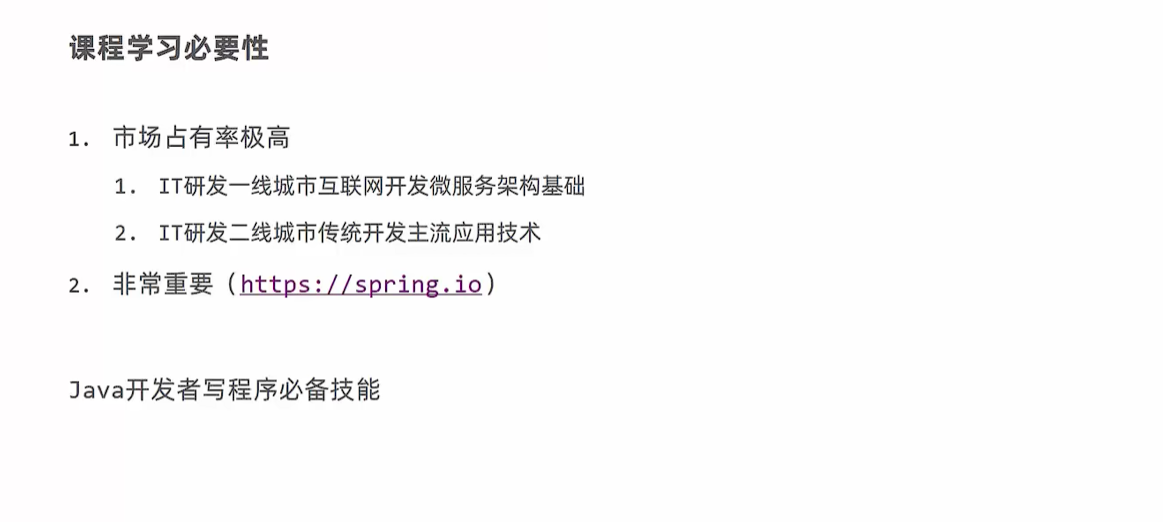 课程学习必要性
1. 市场占有率极高
1. IT研发一线城市互联网开发微服务架构基础
2. IT研发二线城市传统开发主流应用技术
2. 非常重要（https://spring.io）
Java开发者写程序必备技能